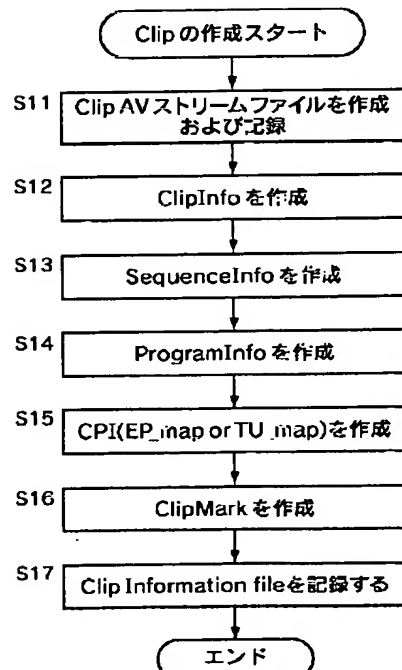 Clipの作成スタート
S11
Clip AVストリームファイルを作成
および記録
S12
ClipInfoを作成
S13
SequenceInfoを作成
S14
ProgramInfoを作成
S15
CPI(EP_map or TU_map)を作成
S16
ClipMarkを作成
S17
Clip Information fileを記録する
エンド